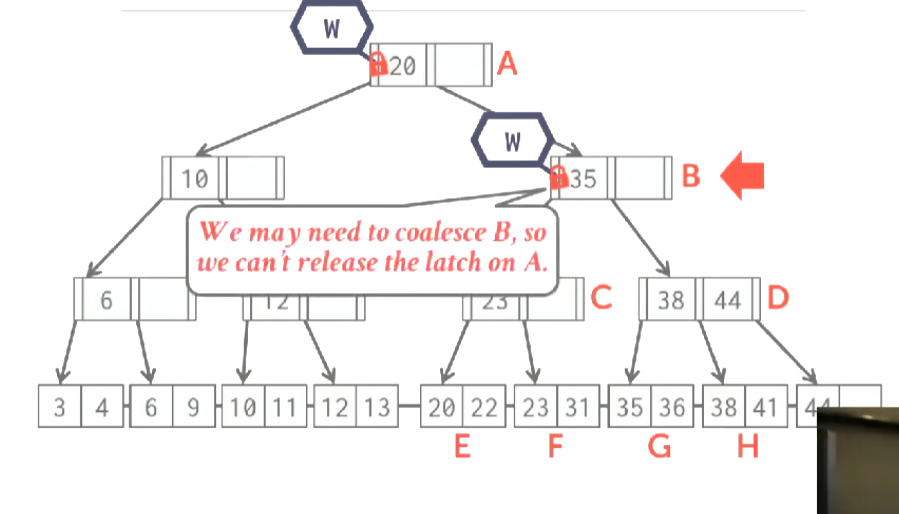 W
20 A
W
10
35 B
We may need to coalesce B, so
we can't release the latch on A.
6
12
23 C
38 44 D
3 4 6 9 10 11 12 13 20 22 23 31 35 36 38 41 44
E F G H